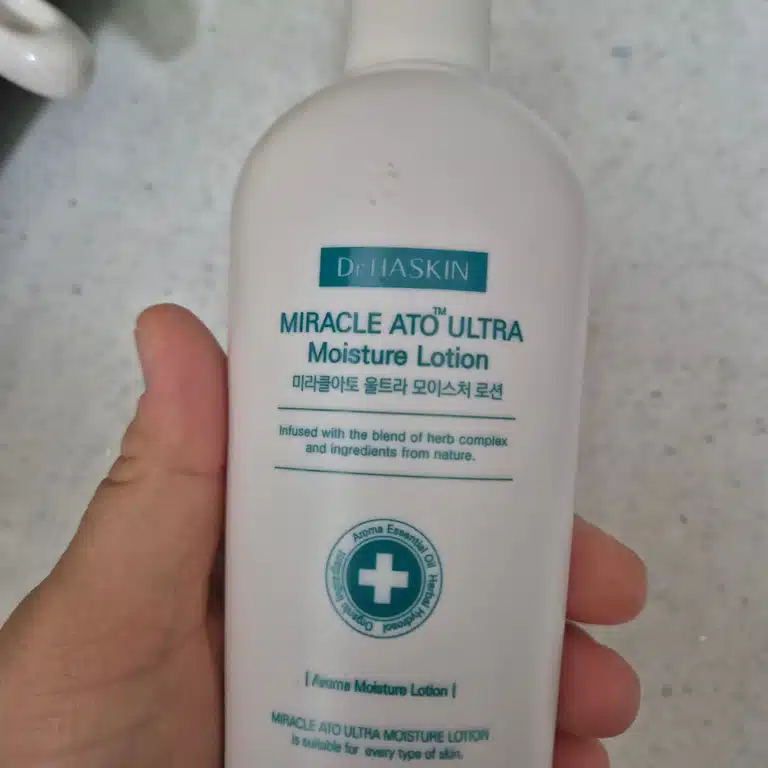 Dr.HASKIN
MIRACLE ATO™ ULTRA
Moisture Lotion
미라클아토 울트라 모이스처 로션
Infused with the blend of herb complex
and ingredients from nature.
Aroma Essential Oil Herbal Hydrosol Organic Ingredient
| Aroma Moisture Lotion |
MIRACLE ATO ULTRA MOISTURE LOTION
is suitable for every type of skin.